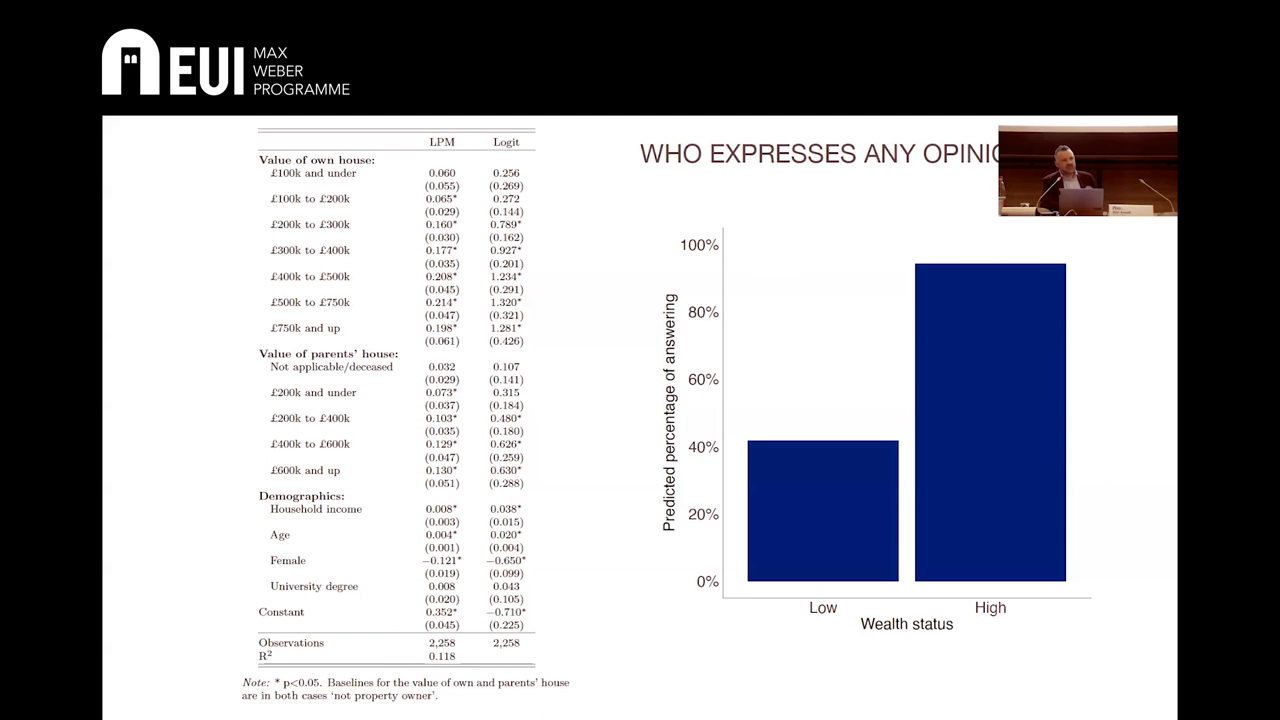 EUI
MAX
WEBER
PROGRAMME
LPM Logit
Value of own house:
£100k and under 0.060 0.256
(0.055) (0.269)
£100k to £200k 0.065* 0.272
(0.029) (0.144)
£200k to £300k 0.160* 0.789*
(0.030) (0.162)
£300k to £400k 0.177* 0.927*
(0.035) (0.201)
£400k to £500k 0.208* 1.234*
(0.045) (0.291)
£500k to £750k 0.214* 1.320*
(0.047) (0.321)
£750k and up 0.198* 1.281*
(0.061) (0.426)
Value of parents' house:
Not applicable/deceased 0.032 0.107
(0.029) (0.141)
£200k and under 0.073* 0.315
(0.037) (0.184)
£200k to £400k 0.103* 0.480*
(0.035) (0.180)
£400k to £600k 0.129* 0.626*
(0.047) (0.259)
£600k and up 0.130* 0.630*
(0.051) (0.288)
Demographics:
Household income 0.008* 0.038*
(0.003) (0.015)
Age 0.004* 0.020*
(0.001) (0.004)
Female −0.121* −0.650*
(0.019) (0.099)
University degree 0.008 0.043
(0.020) (0.105)
Constant 0.352* −0.710*
(0.045) (0.225)
Observations 2,258 2,258
R² 0.118
Note: * p<0.05. Baselines for the value of own and parents' house
are in both cases 'not property owner'.
WHO EXPRESSES ANY
Predicted percentage of answering
100%
80%
60%
40%
20%
0%
Low High
Wealth status